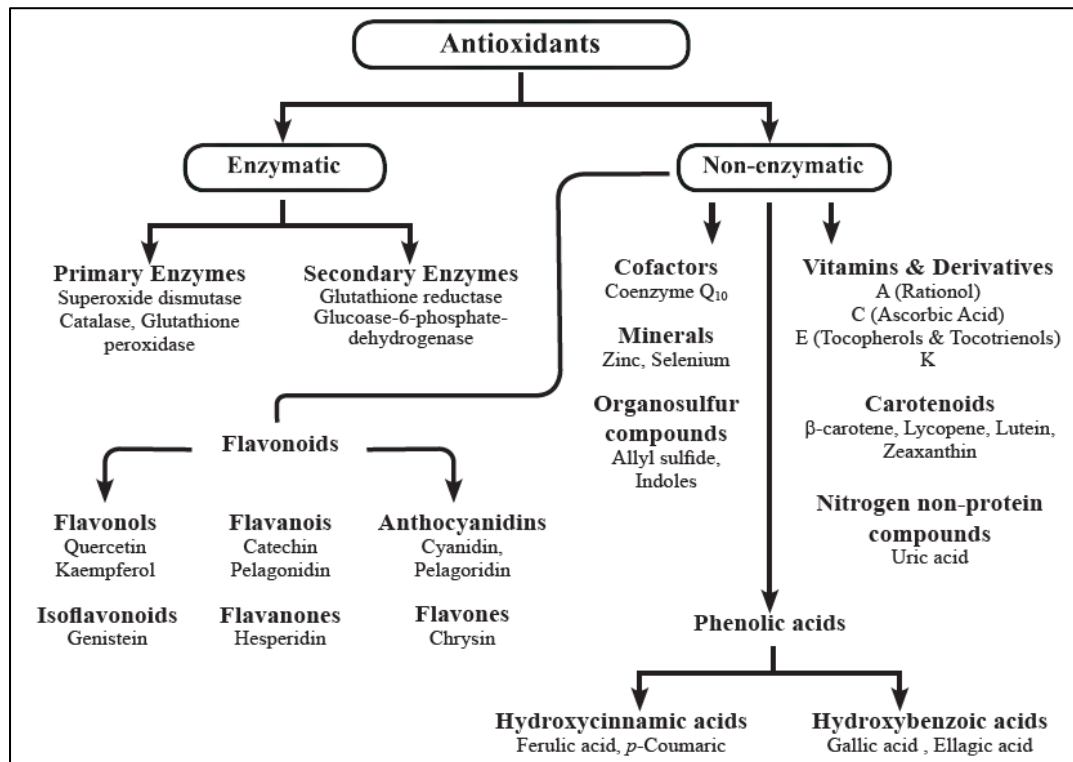 Antioxidants
Enzymatic
Non-enzymatic
Primary Enzymes
Superoxide dismutase
Catalase, Glutathione
peroxidase
Secondary Enzymes
Glutathione reductase
Glucoase-6-phosphate-
dehydrogenase
Cofactors
Coenzyme Q₁₀
Minerals
Zinc, Selenium
Organosulfur
compounds
Allyl sulfide,
Indoles
Vitamins & Derivatives
A (Rationol)
C (Ascorbic Acid)
E (Tocopherols & Tocotrienols)
K
Carotenoids
β-carotene, Lycopene, Lutein,
Zeaxanthin
Nitrogen non-protein
compounds
Uric acid
Flavonoids
Flavonols
Quercetin
Kaempferol
Flavanois
Catechin
Pelagonidin
Anthocyanidins
Cyanidin,
Pelagoridin
Isoflavonoids
Genistein
Flavanones
Hesperidin
Flavones
Chrysin
Phenolic acids
Hydroxycinnamic acids
Ferulic acid, p-Coumaric
Hydroxybenzoic acids
Gallic acid , Ellagic acid